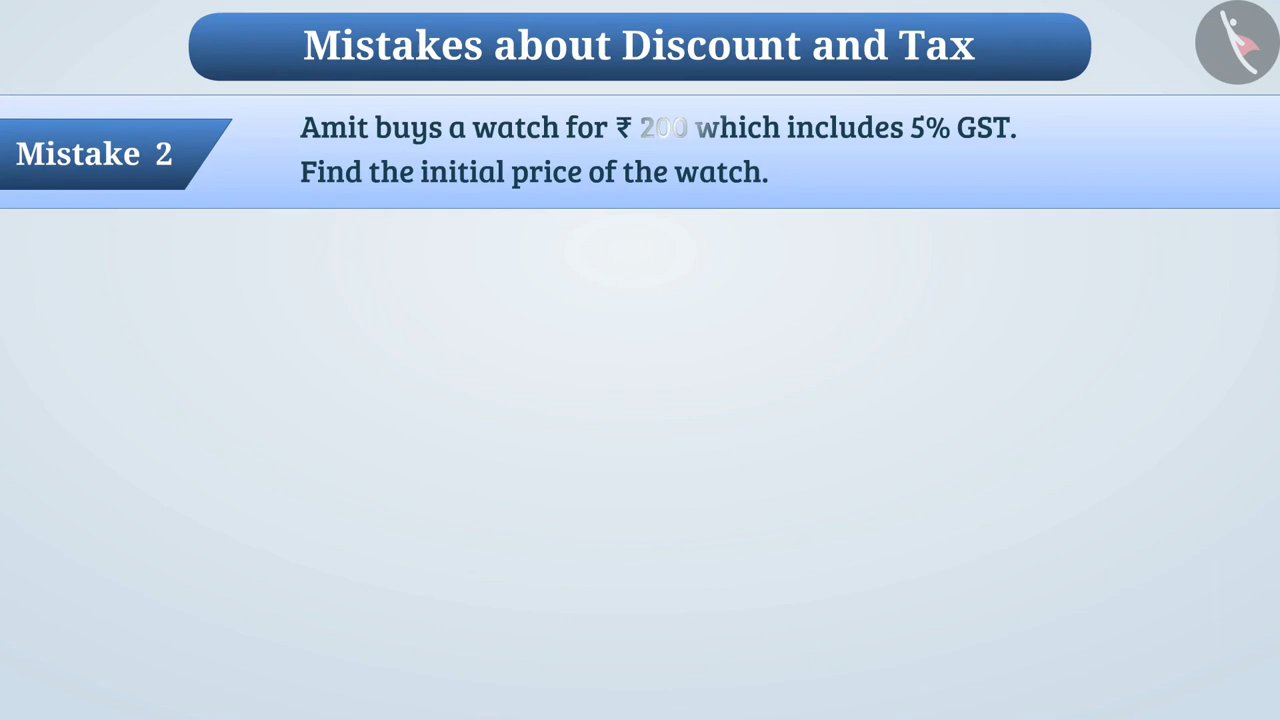 Mistakes about Discount and Tax
Mistake 2
Amit buys a watch for ₹ 200 which includes 5% GST.
Find the initial price of the watch.